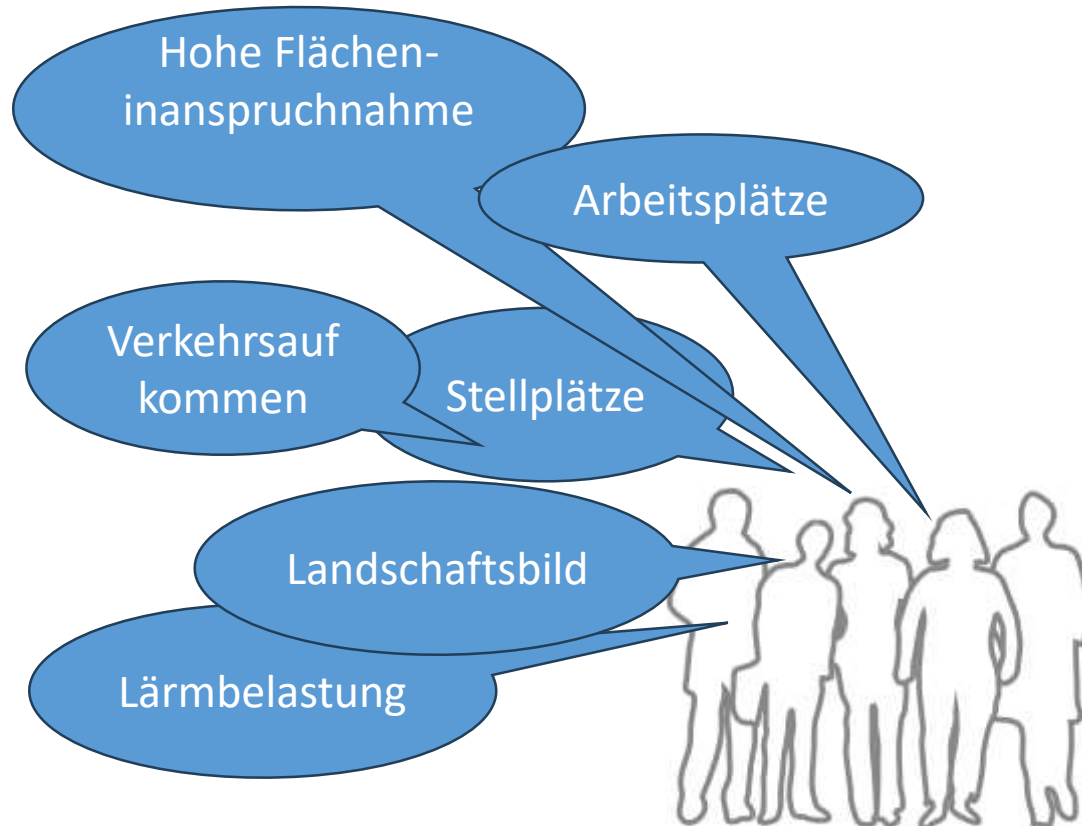 Hohe Flächen-
inanspruchnahme
Arbeitsplätze
Verkehrsauf
kommen
Stellplätze
Landschaftsbild
Lärmbelastung